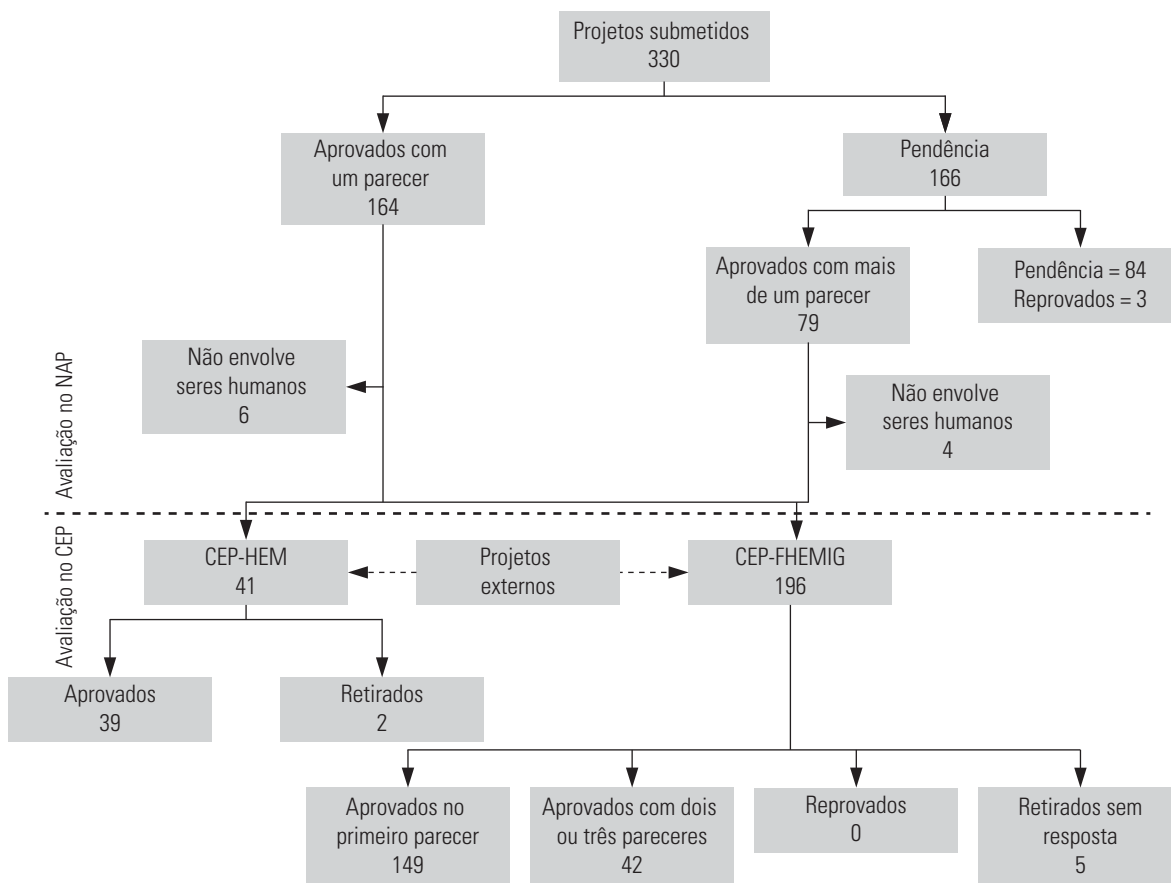 Projetos submetidos
330
Aprovados com
um parecer
164
Pendência
166
Aprovados com mais
de um parecer
79
Pendência = 84
Reprovados = 3
Não envolve
seres humanos
6
Não envolve
seres humanos
4
Avaliação no NAP
Avaliação no CEP
CEP-HEM
41
Projetos
externos
CEP-FHEMIG
196
Aprovados
39
Retirados
2
Aprovados no
primeiro parecer
149
Aprovados com dois
ou três pareceres
42
Reprovados
0
Retirados sem
resposta
5